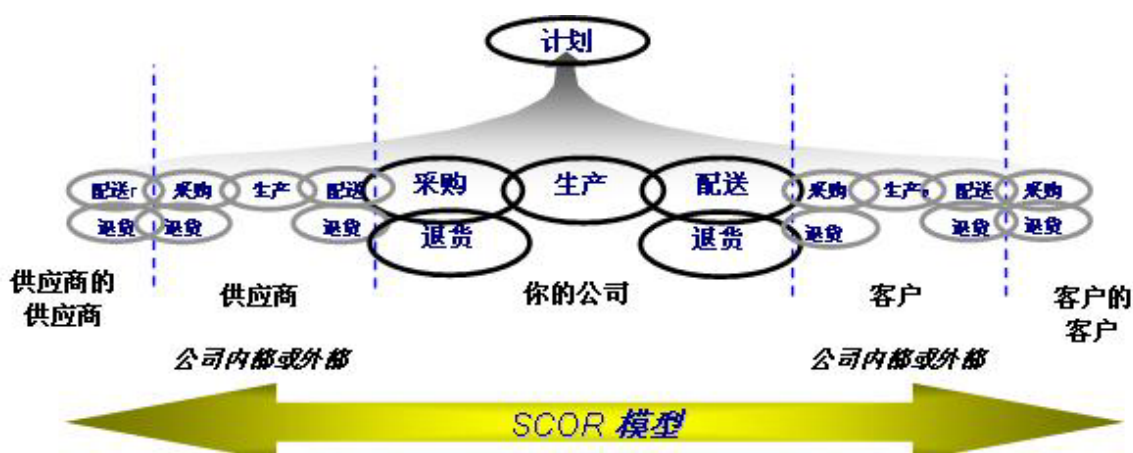 计划
配送r 采购 生产 配送 采购 生产 配送 采购 生产e 配送 采购
退货 退货 退货 退货 退货 退货 退货 退货
供应商的
供应商
供应商
你的公司
客户
客户的
客户
公司内部或外部
公司内部或外部
SCOR 模型